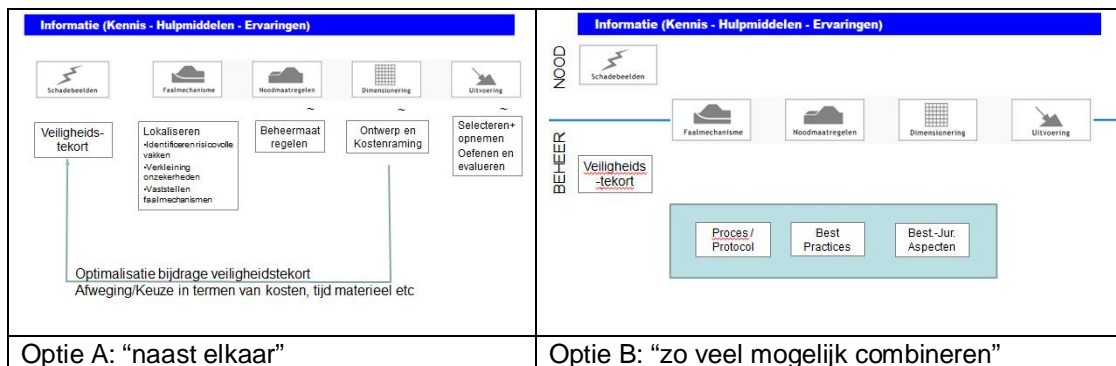 Informatie (Kennis - Hulpmiddelen - Ervaringen)
Schadebeelden
Faalmechanisme
Noodmaatregelen
Dimensionering
Uitvoering
~
~
~
Veiligheids-
tekort
Lokaliseren
•Identificeren risicovolle
vakken
•Verkleining
onzekerheden
•Vaststellen
faalmechanismen
Beheermaat
regelen
Ontwerp en
Kostenraming
Selecteren+
opnemen
Oefenen en
evalueren
Optimalisatie bijdrage veiligheidstekort
Afweging/Keuze in termen van kosten, tijd materieel etc
Optie A: “naast elkaar”
Informatie (Kennis - Hulpmiddelen - Ervaringen)
NOOD
Schadebeelden
Faalmechanisme
Noodmaatregelen
Dimensionering
Uitvoering
BEHEER
Veiligheids
-tekort
Proces /
Protocol
Best
Practices
Best.-Jur.
Aspecten
Optie B: “zo veel mogelijk combineren”